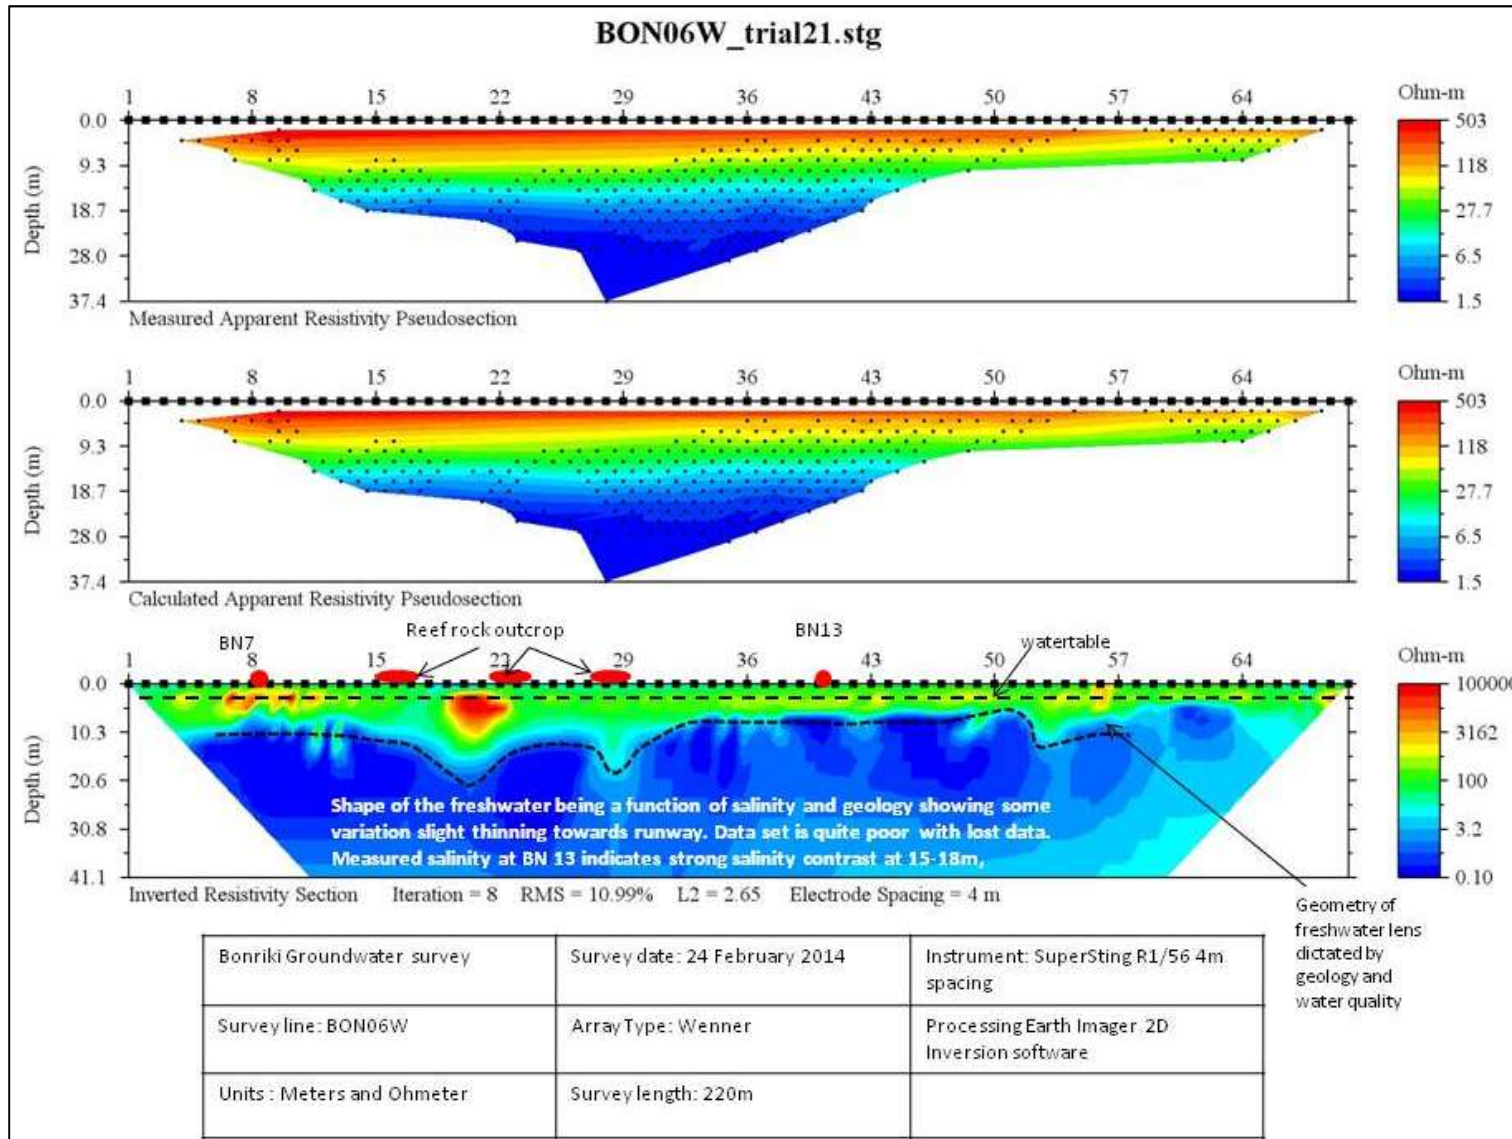 BON06W_trial21.stg
1 8 15 22 29 36 43 50 57 64
Ohm-m
0.0
9.3
18.7
28.0
37.4
Depth (m)
503
118
27.7
6.5
1.5
Measured Apparent Resistivity Pseudosection
1 8 15 22 29 36 43 50 57 64
Ohm-m
0.0
9.3
18.7
28.0
37.4
Depth (m)
503
118
27.7
6.5
1.5
Calculated Apparent Resistivity Pseudosection
BN7
Reef rock outcrop
BN13
watertable
1 8 15 22 29 36 43 50 57 64
Ohm-m
0.0
10.3
20.6
30.8
41.1
Depth (m)
100000
3162
100
3.2
0.10
Shape of the freshwater being a function of salinity and geology showing some
variation slight thinning towards runway. Data set is quite poor with lost data.
Measured salinity at BN 13 indicates strong salinity contrast at 15-18m,
Inverted Resistivity Section Iteration = 8 RMS = 10.99% L2 = 2.65 Electrode Spacing = 4 m
Geometry of
freshwater lens
dictated by
geology and
water quality
Bonriki Groundwater survey
Survey date: 24 February 2014
Instrument: SuperSting R1/56 4m
spacing
Survey line: BON06W
Array Type: Wenner
Processing Earth Imager 2D
Inversion software
Units : Meters and Ohmeter
Survey length: 220m